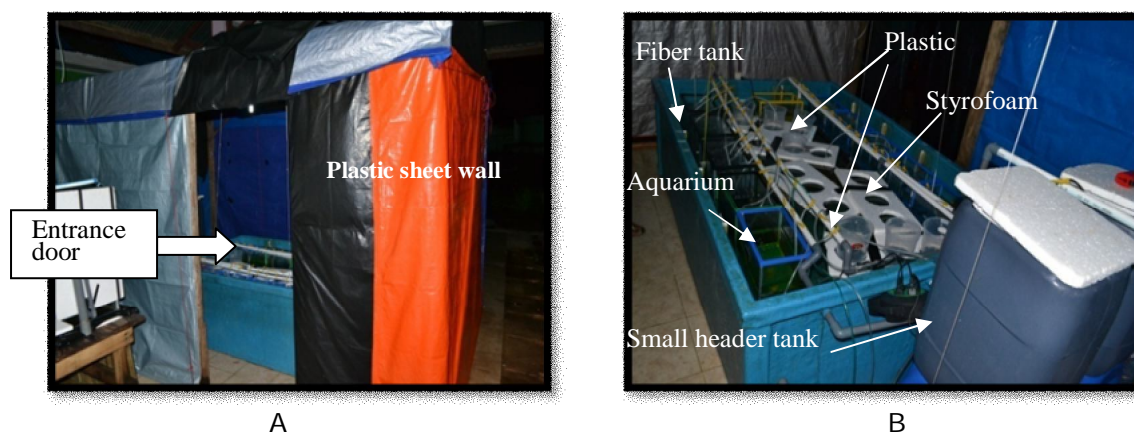 Plastic sheet wall
Entrance
door
A
Fiber tank
Plastic
Styrofoam
Aquarium
Small header tank
B